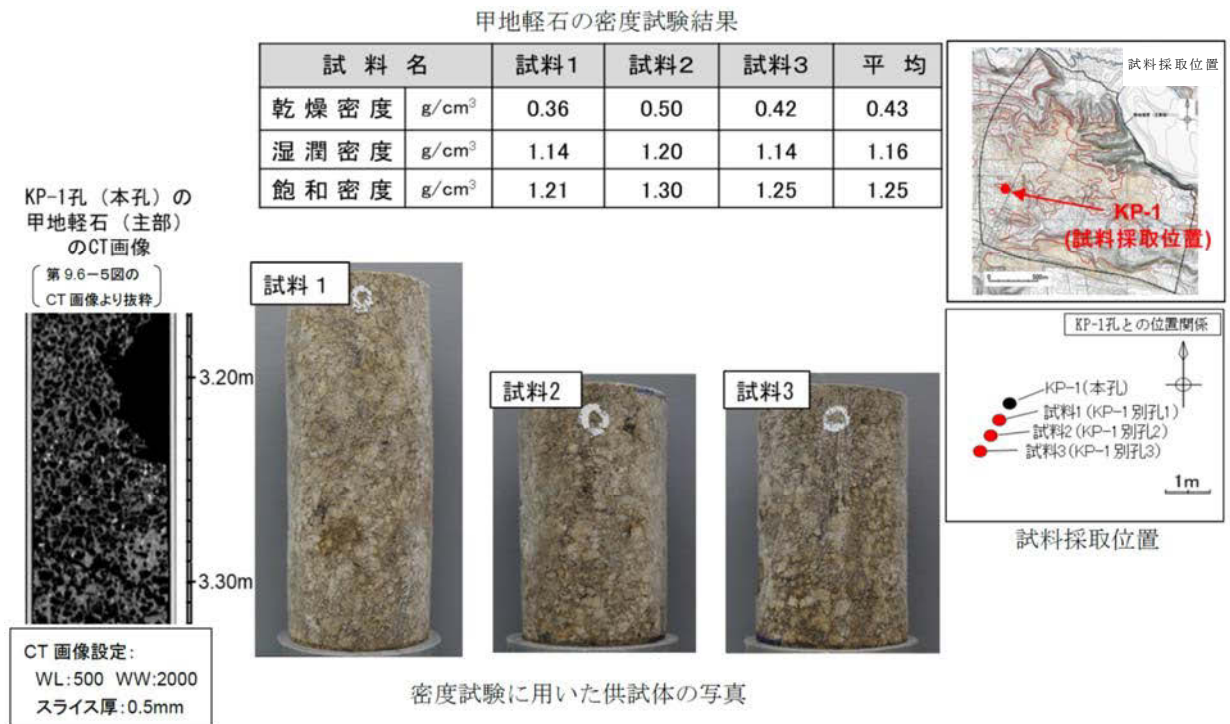 甲地軽石の密度試験結果
試料名 試料1 試料2 試料3 平均
乾燥密度 g/cm³ 0.36 0.50 0.42 0.43
湿潤密度 g/cm³ 1.14 1.20 1.14 1.16
飽和密度 g/cm³ 1.21 1.30 1.25 1.25
試料採取位置
KP-1
(試料採取位置)
0 500m
KP-1孔（本孔）の
甲地軽石（主部）
のCT画像
第9.6－5図の
CT画像より抜粋
3.20m
3.30m
CT 画像設定:
WL:500 WW:2000
スライス厚:0.5mm
試料1
試料2
試料3
密度試験に用いた供試体の写真
KP-1孔との位置関係
KP-1(本孔)
試料1(KP-1別孔1)
試料2(KP-1別孔2)
試料3(KP-1別孔3)
1m
試料採取位置